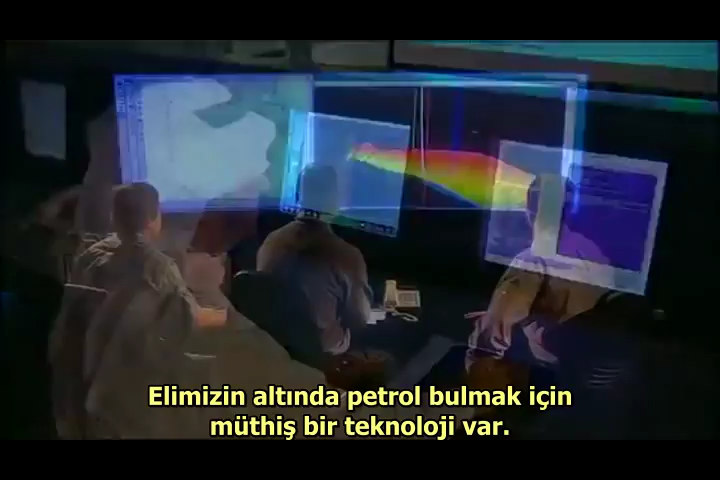 Elimizin altında petrol bulmak için
müthiş bir teknoloji var.